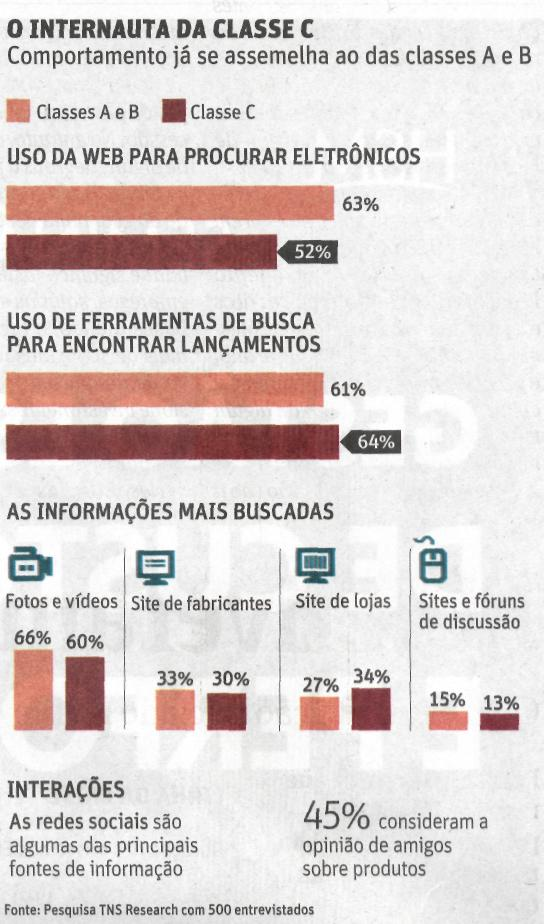 O INTERNAUTA DA CLASSE C
Comportamento já se assemelha ao das classes A e B
Classes A e B Classe C
USO DA WEB PARA PROCURAR ELETRÔNICOS
63%
52%
USO DE FERRAMENTAS DE BUSCA
PARA ENCONTRAR LANÇAMENTOS
61%
64%
AS INFORMAÇÕES MAIS BUSCADAS
Fotos e vídeos
66% 60%
Site de fabricantes
33% 30%
Site de lojas
27% 34%
Sites e fóruns
de discussão
15% 13%
INTERAÇÕES
As redes sociais são
algumas das principais
fontes de informação
45% consideram a
opinião de amigos
sobre produtos
Fonte: Pesquisa TNS Research com 500 entrevistados